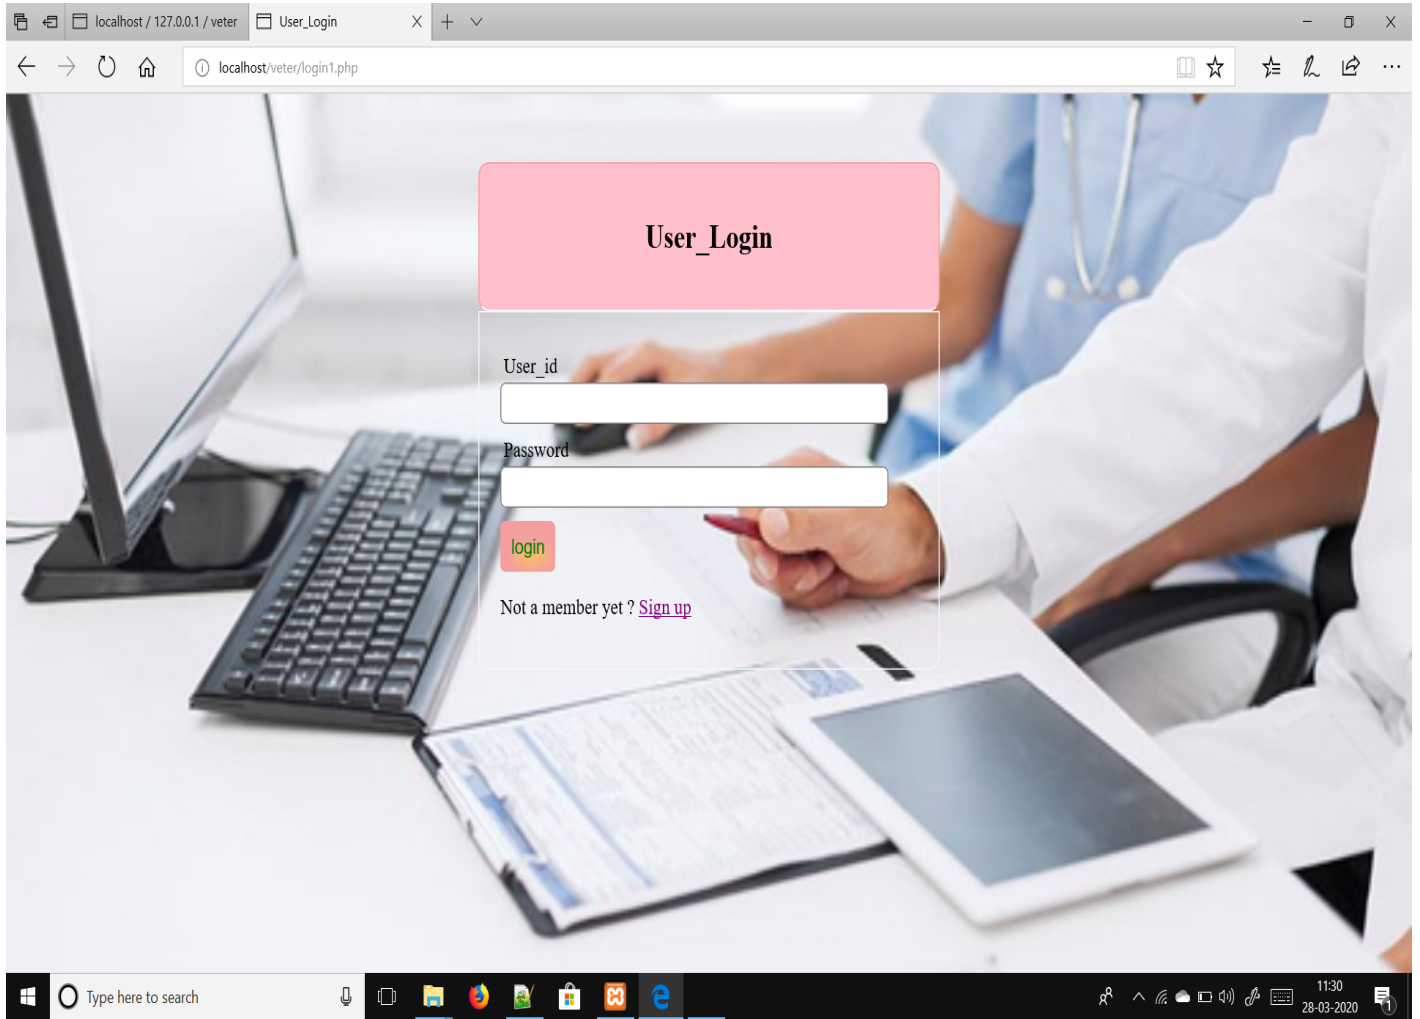 localhost / 127.0.0.1 / veter
User_Login
localhost/veter/login1.php
User_Login
User_id
Password
login
Not a member yet ? Sign up
Type here to search
11:30
28-03-2020
1